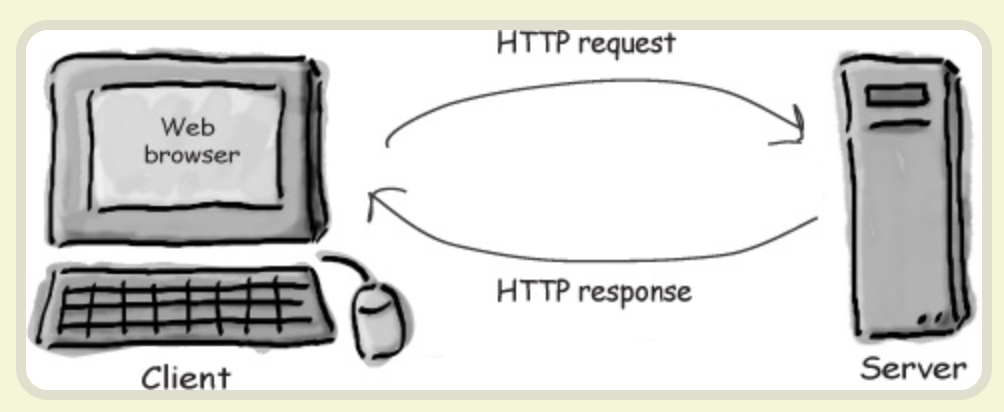 HTTP request
Web
browser
HTTP response
Client
Server